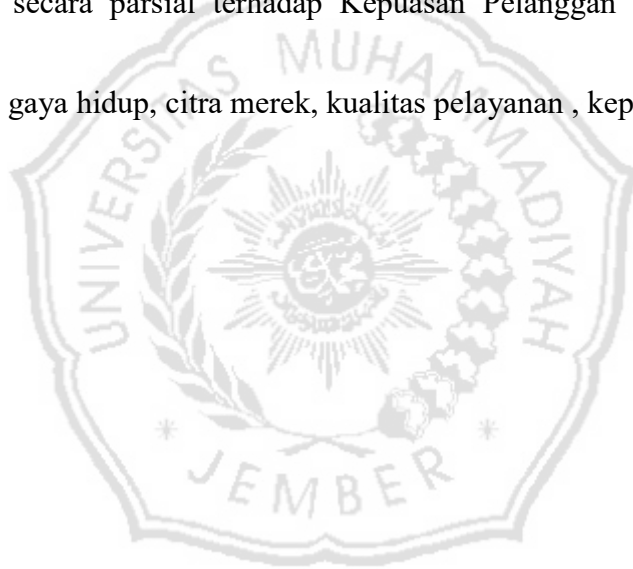 secara parsial terhadap Kepuasan Pelanggan
gaya hidup, citra merek, kualitas pelayanan , kep
UNIVERSITAS MUHAMMADIYAH
JEMBER